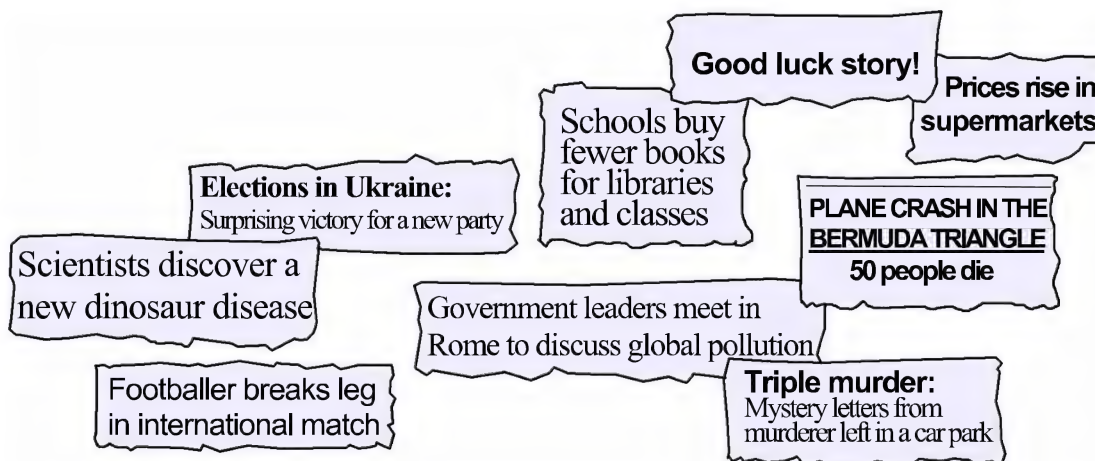 Good luck story!
Prices rise in
supermarkets
Schools buy
fewer books
for libraries
and classes
Elections in Ukraine:
Surprising victory for a new party
PLANE CRASH IN THE
BERMUDA TRIANGLE
50 people die
Scientists discover a
new dinosaur disease
Government leaders meet in
Rome to discuss global pollution
Footballer breaks leg
in international match
Triple murder:
Mystery letters from
murderer left in a car park